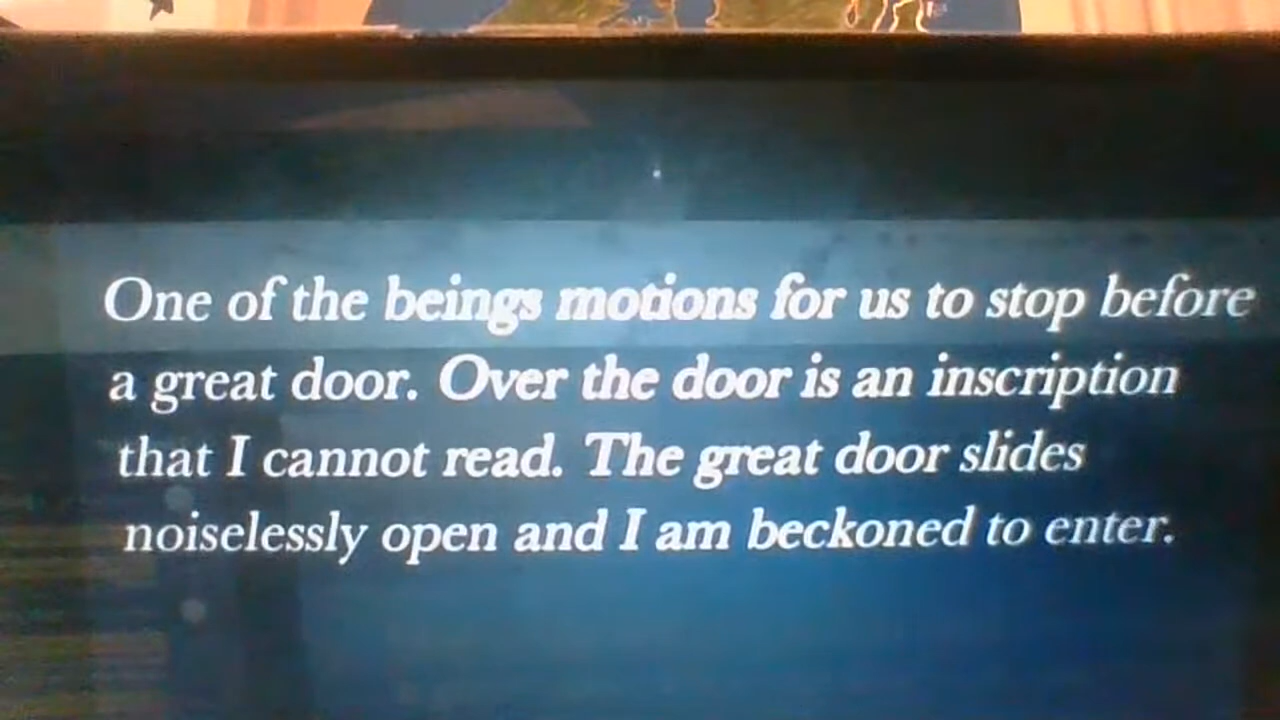 One of the beings motions for us to stop before
a great door. Over the door is an inscription
that I cannot read. The great door slides
noiselessly open and I am beckoned to enter.